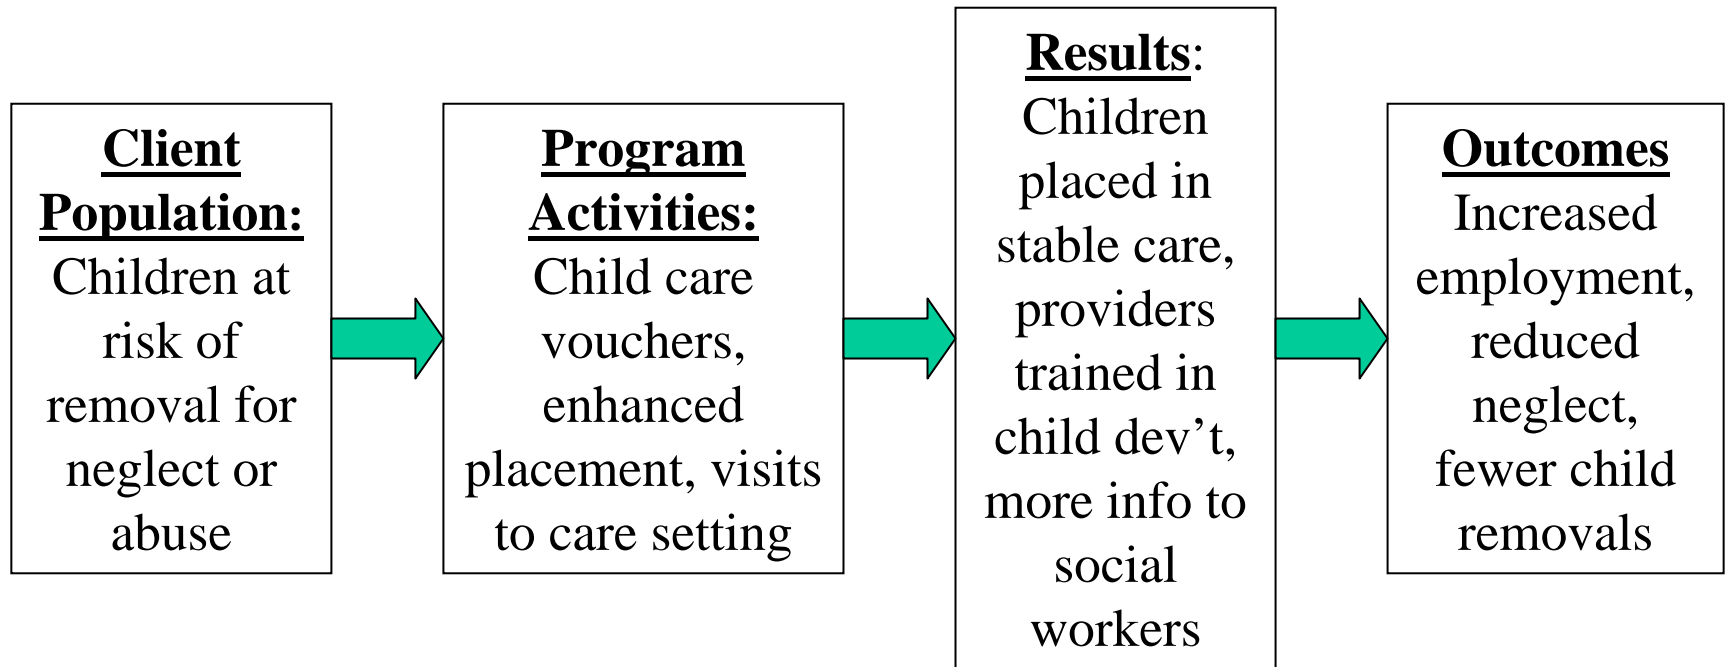 Client
Population:
Children at
risk of
removal for
neglect or
abuse
Program
Activities:
Child care
vouchers,
enhanced
placement, visits
to care setting
Results:
Children
placed in
stable care,
providers
trained in
child dev’t,
more info to
social
workers
Outcomes
Increased
employment,
reduced
neglect,
fewer child
removals